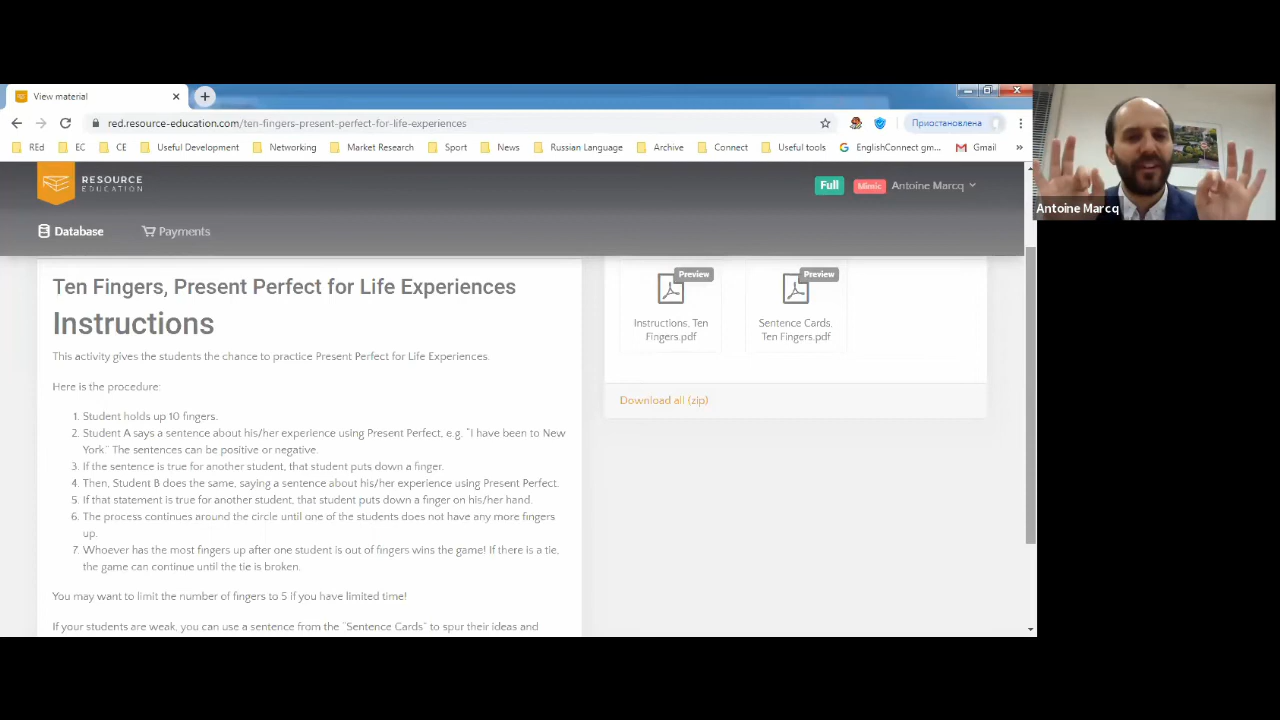 View material
red.resource-education.com/ten-fingers-present-perfect-for-life-experiences
Приостановлена
REd
EC
CE
Useful Development
Networking
Market Research
Sport
News
Russian Language
Archive
Connect
Useful tools
EnglishConnect gm...
Gmail
»
RESOURCE
EDUCATION
Full
Mimic
Antoine Marcq
Antoine Marcq
Database
Payments
Ten Fingers, Present Perfect for Life Experiences
Instructions
This activity gives the students the chance to practice Present Perfect for Life Experiences.
Here is the procedure:
1. Student holds up 10 fingers.
2. Student A says a sentence about his/her experience using Present Perfect, e.g. "I have been to New
York." The sentences can be positive or negative.
3. If the sentence is true for another student, that student puts down a finger.
4. Then, Student B does the same, saying a sentence about his/her experience using Present Perfect.
5. If that statement is true for another student, that student puts down a finger on his/her hand.
6. The process continues around the circle until one of the students does not have any more fingers
up.
7. Whoever has the most fingers up after one student is out of fingers wins the game! If there is a tie,
the game can continue until the tie is broken.
You may want to limit the number of fingers to 5 if you have limited time!
If your students are weak, you can use a sentence from the "Sentence Cards" to spur their ideas and
Preview
Instructions, Ten
Fingers.pdf
Preview
Sentence Cards,
Ten Fingers.pdf
Download all (zip)